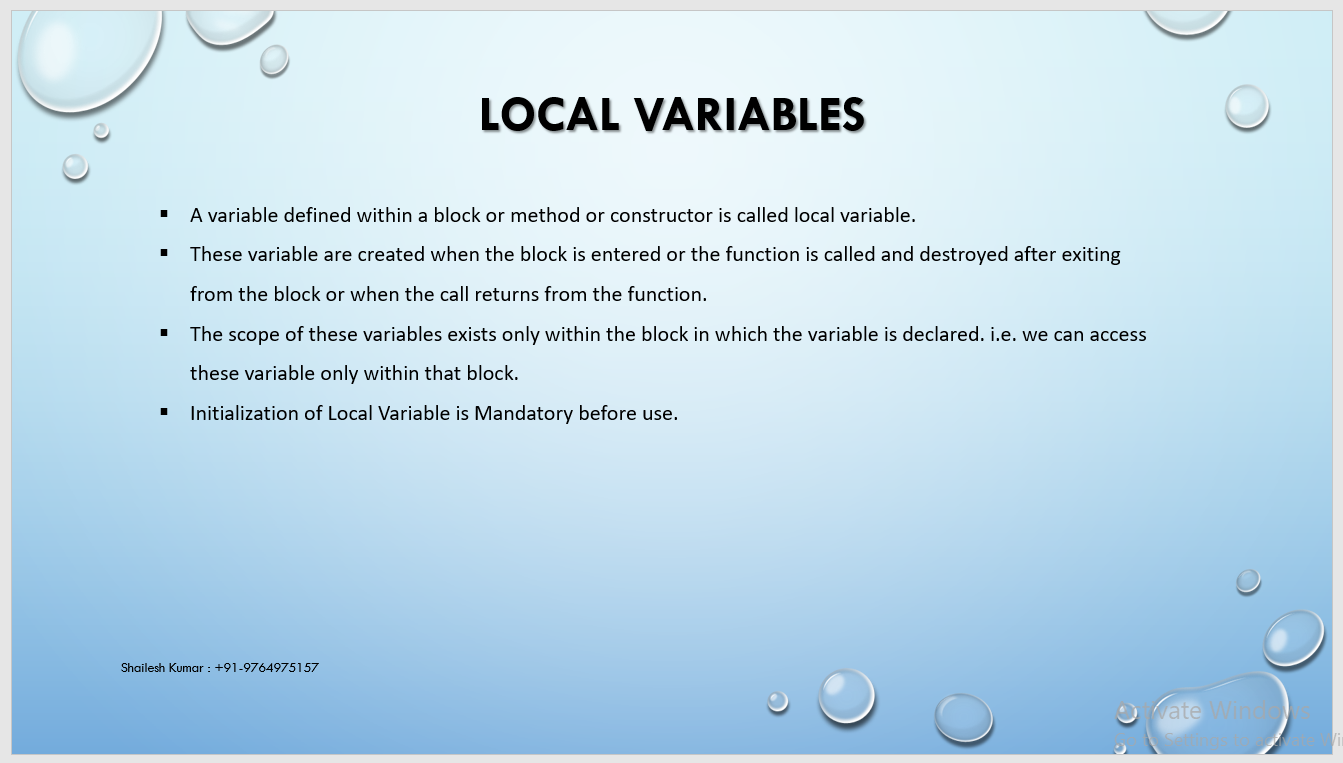 LOCAL VARIABLES
▪ A variable defined within a block or method or constructor is called local variable.
▪ These variable are created when the block is entered or the function is called and destroyed after exiting
from the block or when the call returns from the function.
▪ The scope of these variables exists only within the block in which the variable is declared. i.e. we can access
these variable only within that block.
▪ Initialization of Local Variable is Mandatory before use.
Shailesh Kumar : +91-9764975157
Activate Windows